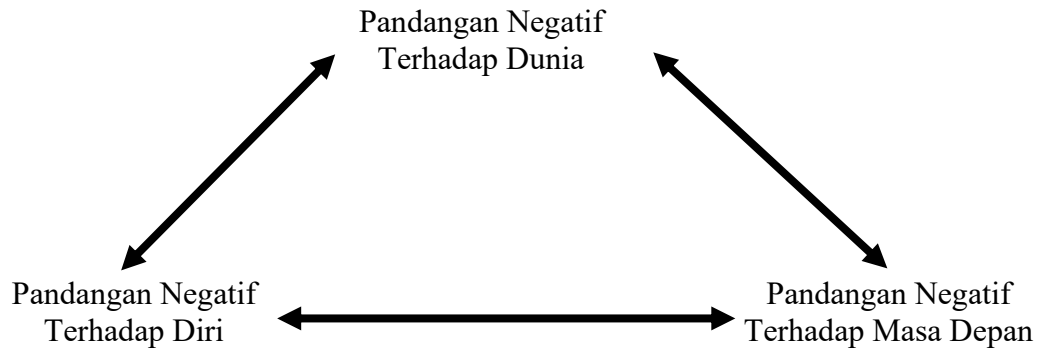 Pandangan Negatif
Terhadap Dunia
Pandangan Negatif
Terhadap Diri
Pandangan Negatif
Terhadap Masa Depan